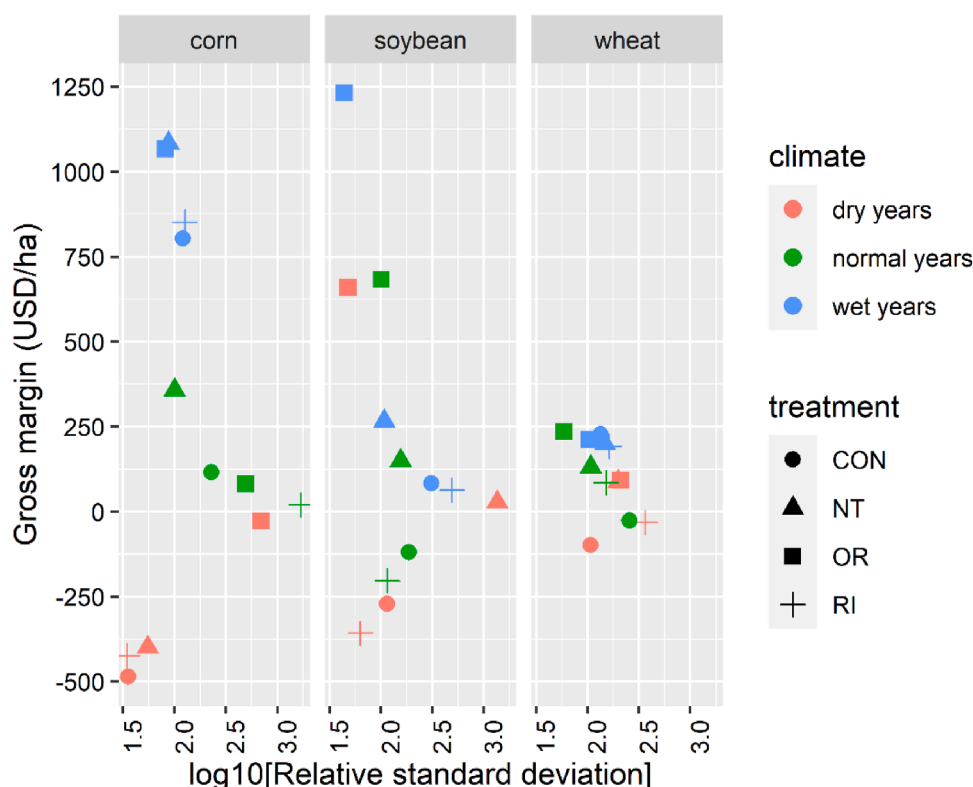 corn
soybean
wheat
Gross margin (USD/ha)
1250
1000
750
500
250
0
-250
-500
1.5
2.0
2.5
3.0
1.5
2.0
2.5
3.0
1.5
2.0
2.5
3.0
log10[Relative standard deviation]
climate
dry years
normal years
wet years
treatment
CON
NT
OR
RI